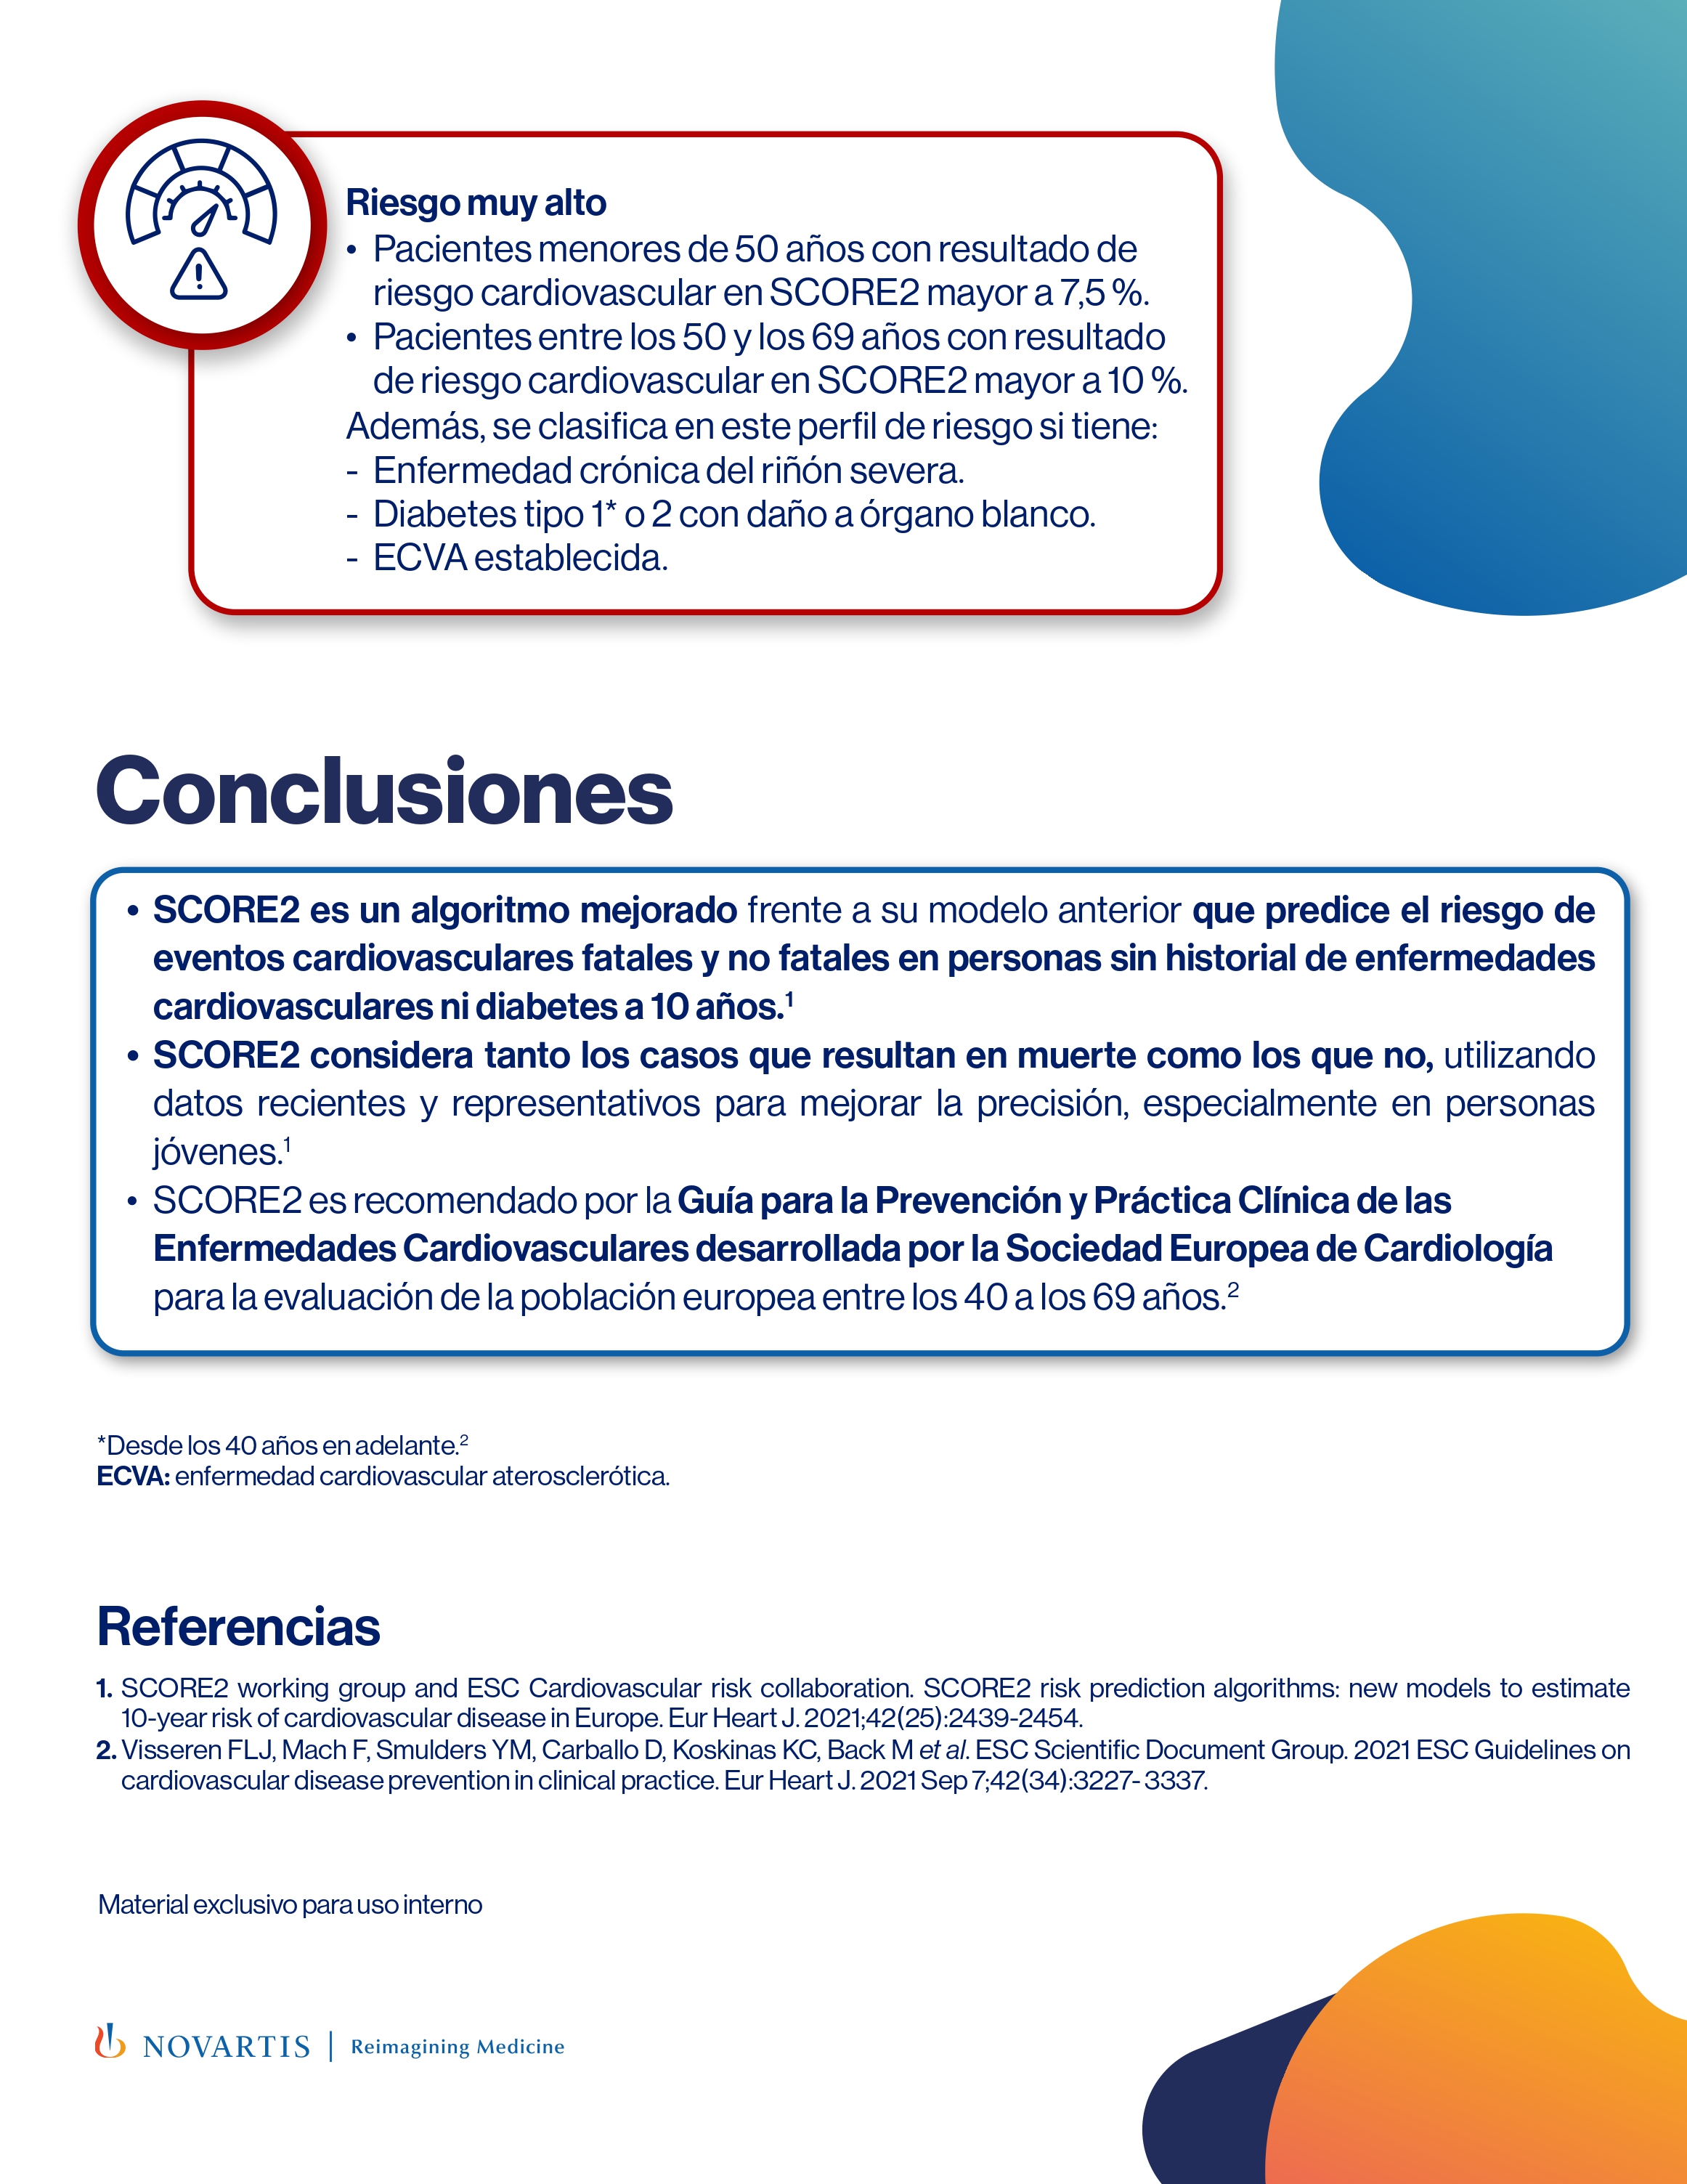 Riesgo muy alto
• Pacientes menores de 50 años con resultado de
riesgo cardiovascular en SCORE2 mayor a 7,5 %.
• Pacientes entre los 50 y los 69 años con resultado
de riesgo cardiovascular en SCORE2 mayor a 10 %.
Además, se clasifica en este perfil de riesgo si tiene:
- Enfermedad crónica del riñón severa.
- Diabetes tipo 1* o 2 con daño a órgano blanco.
- ECVA establecida.
Conclusiones
• SCORE2 es un algoritmo mejorado frente a su modelo anterior que predice el riesgo de
eventos cardiovasculares fatales y no fatales en personas sin historial de enfermedades
cardiovasculares ni diabetes a 10 años.¹
• SCORE2 considera tanto los casos que resultan en muerte como los que no, utilizando
datos recientes y representativos para mejorar la precisión, especialmente en personas
jóvenes.¹
• SCORE2 es recomendado por la Guía para la Prevención y Práctica Clínica de las
Enfermedades Cardiovasculares desarrollada por la Sociedad Europea de Cardiología
para la evaluación de la población europea entre los 40 a los 69 años.²
*Desde los 40 años en adelante.²
ECVA: enfermedad cardiovascular aterosclerótica.
Referencias
1. SCORE2 working group and ESC Cardiovascular risk collaboration. SCORE2 risk prediction algorithms: new models to estimate
10-year risk of cardiovascular disease in Europe. Eur Heart J. 2021;42(25):2439-2454.
2. Visseren FLJ, Mach F, Smulders YM, Carballo D, Koskinas KC, Back M et al. ESC Scientific Document Group. 2021 ESC Guidelines on
cardiovascular disease prevention in clinical practice. Eur Heart J. 2021 Sep 7;42(34):3227- 3337.
Material exclusivo para uso interno
NOVARTIS | Reimagining Medicine